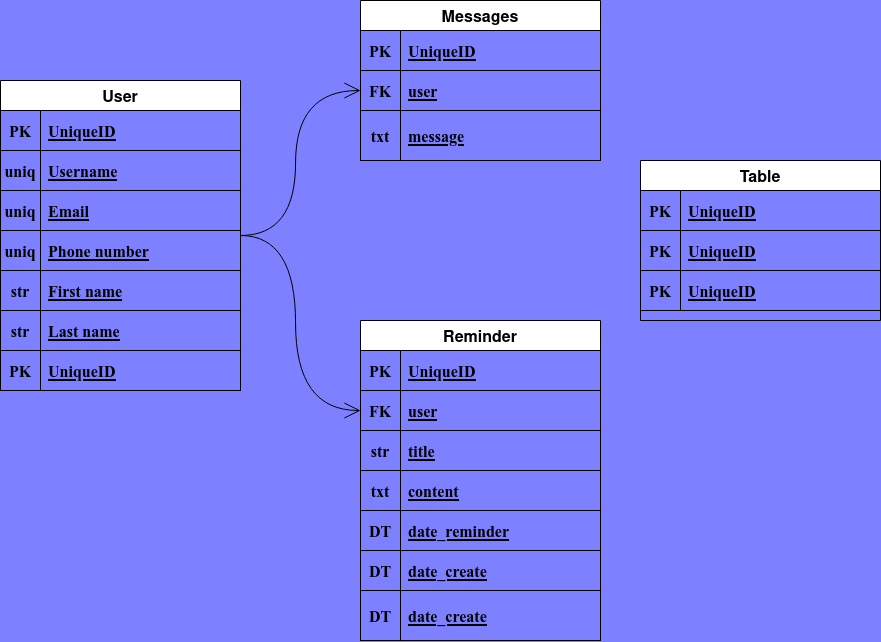 User
PK UniqueID
uniq Username
uniq Email
uniq Phone number
str First name
str Last name
PK UniqueID
Messages
PK UniqueID
FK user
txt message
Reminder
PK UniqueID
FK user
str title
txt content
DT date_reminder
DT date_create
DT date_create
Table
PK UniqueID
PK UniqueID
PK UniqueID